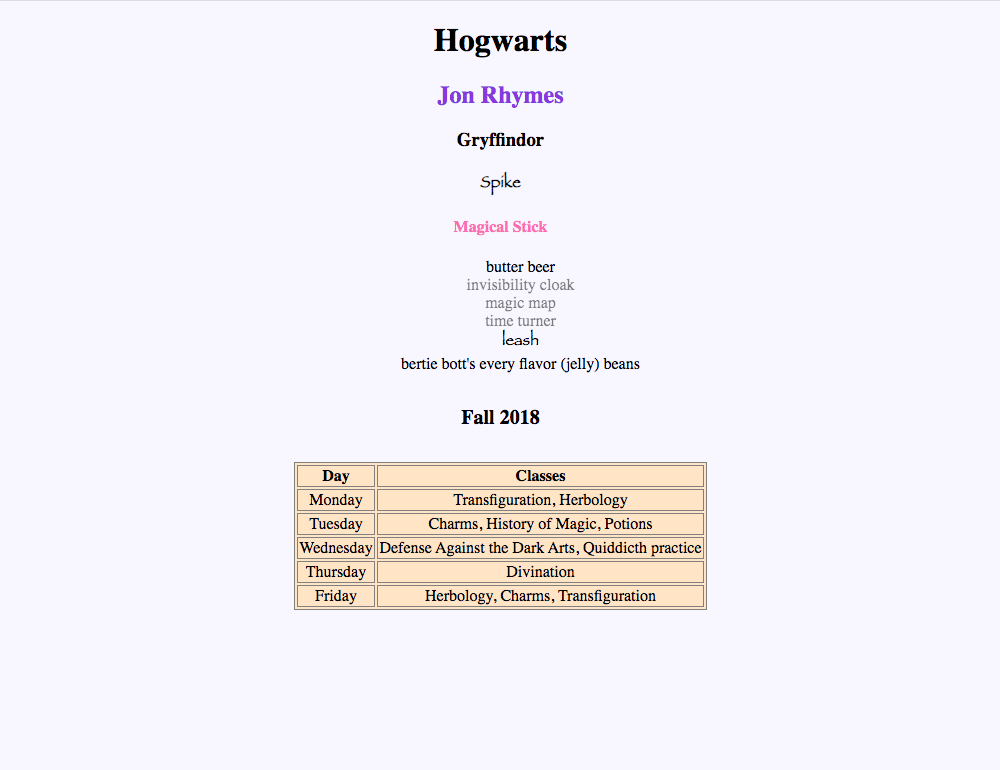 Hogwarts
Jon Rhymes
Gryffindor
Spike
Magical Stick
butter beer
invisibility cloak
magic map
time turner
leash
bertie bott's every flavor (jelly) beans
Fall 2018
Day Classes
Monday Transfiguration, Herbology
Tuesday Charms, History of Magic, Potions
Wednesday Defense Against the Dark Arts, Quiddicth practice
Thursday Divination
Friday Herbology, Charms, Transfiguration